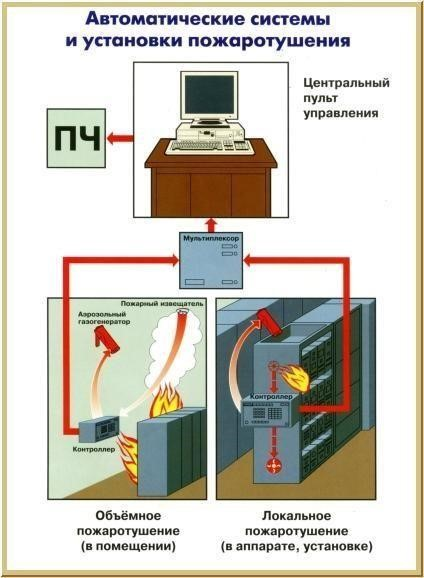 Автоматические системы
и установки пожаротушения
Центральный
пульт
управления
ПЧ
Мультиплексор
Пожарный извещатель
Аэрозольный
газогенератор
Контроллер
Контроллер
Объёмное
пожаротушение
(в помещении)
Локальное
пожаротушение
(в аппарате, установке)